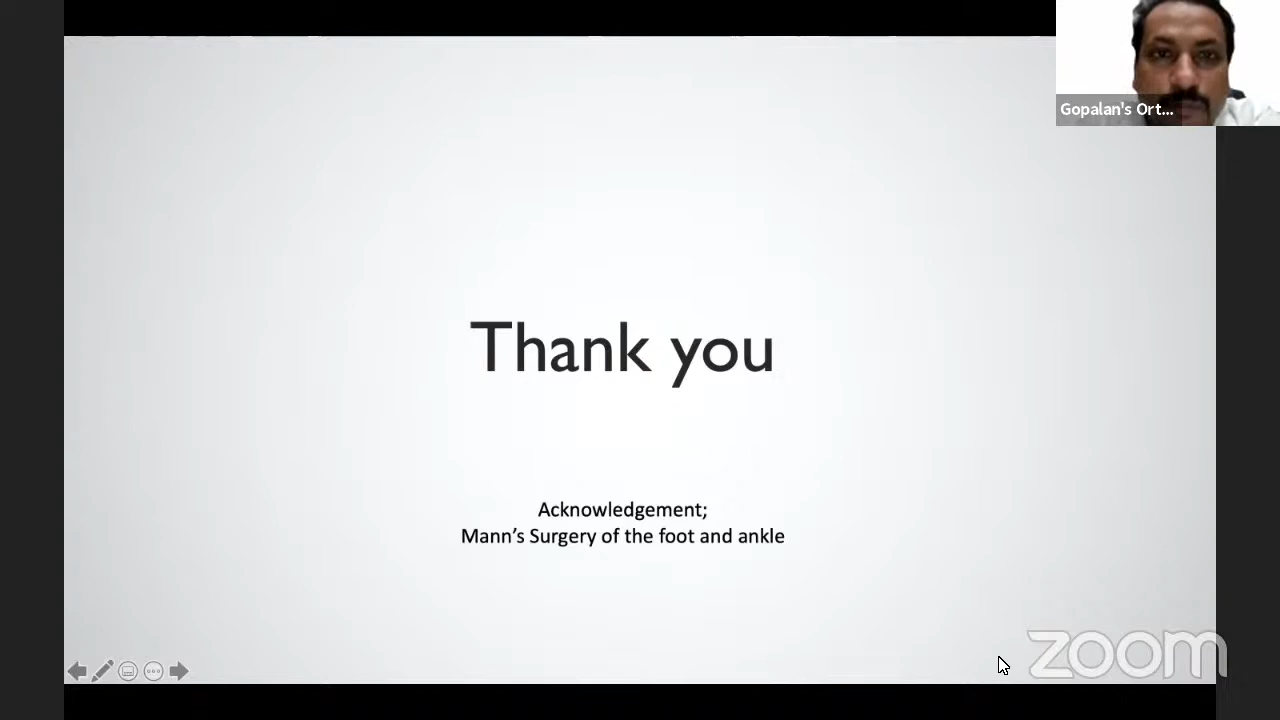 Gopalan's Ort...
Thank you
Acknowledgement;
Mann’s Surgery of the foot and ankle
zoom